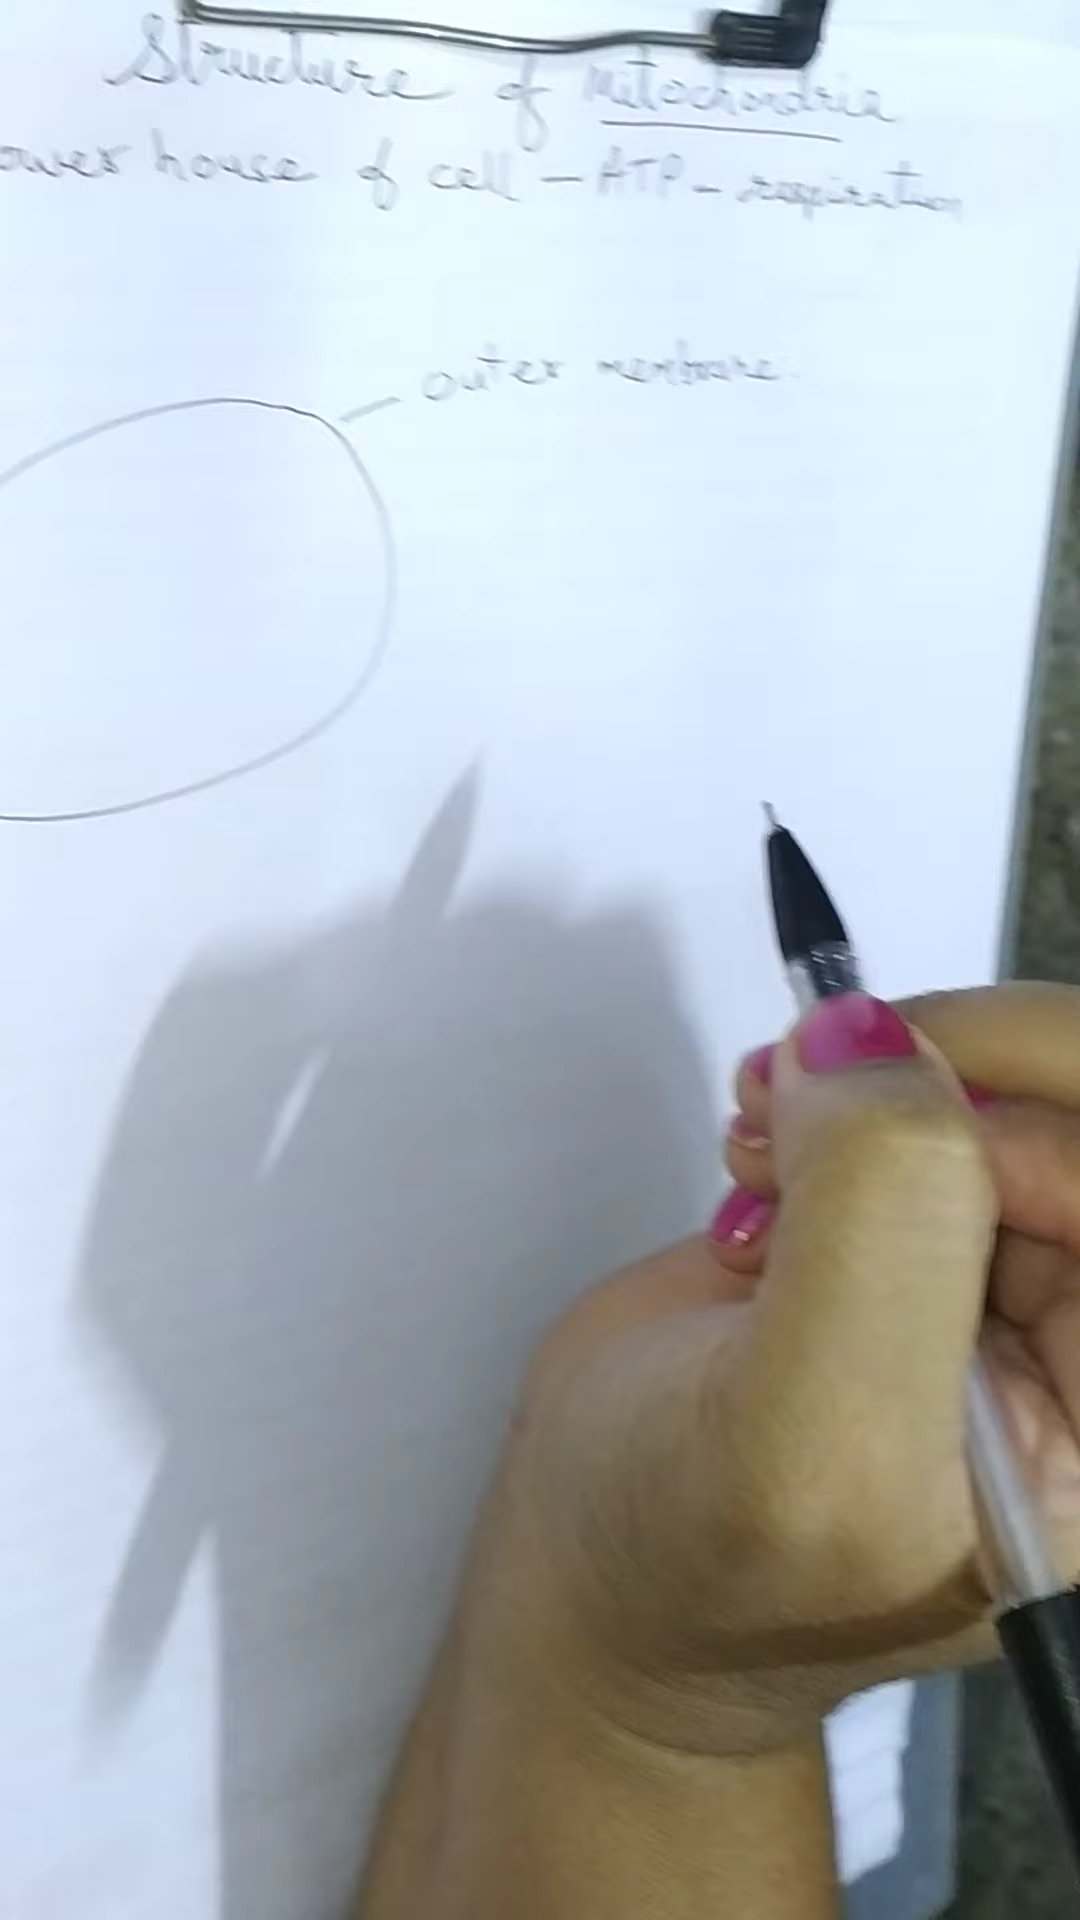 Structure of Mitochondria
ower house of cell - ATP - respiration
outer membrane